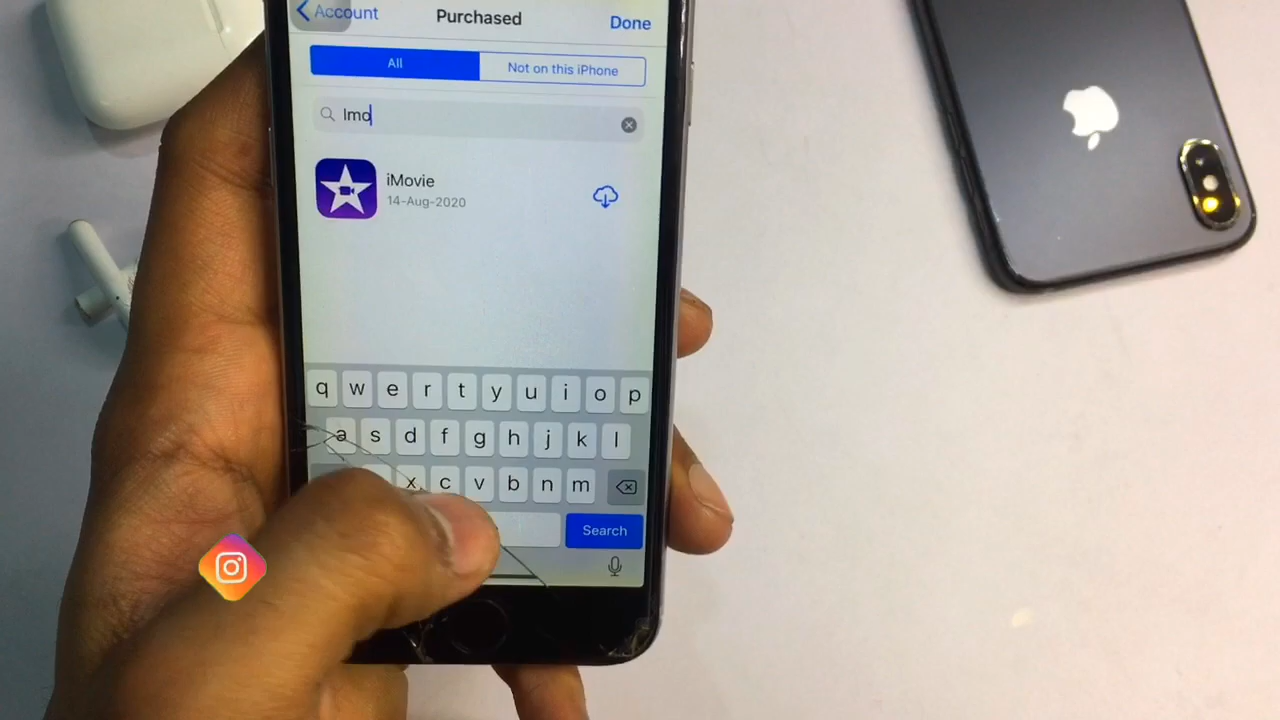 Account Purchased Done
All Not on this iPhone
Imo
iMovie
14-Aug-2020
q w e r t y u i o p
a s d f g h j k l
x c v b n m
Search